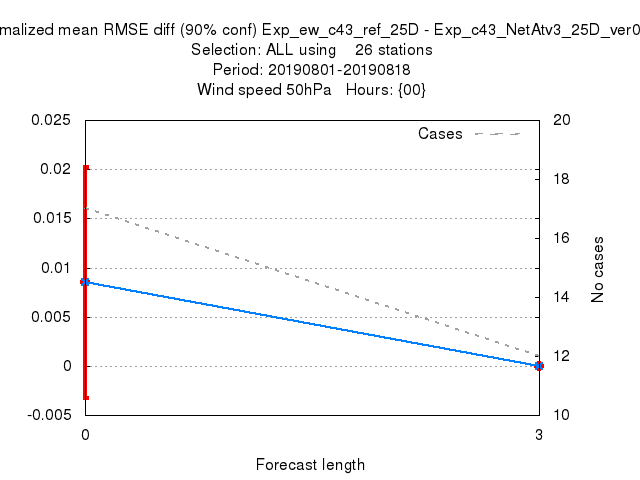 malized mean RMSE diff (90% conf) Exp_ew_c43_ref_25D - Exp_c43_NetAtv3_25D_ver0
Selection: ALL using 26 stations
Period: 20190801-20190818
Wind speed 50hPa Hours: {00}
Cases
0.025
0.02
0.015
0.01
0.005
0
-0.005
20
18
16
14
12
10
No cases
0
3
Forecast length